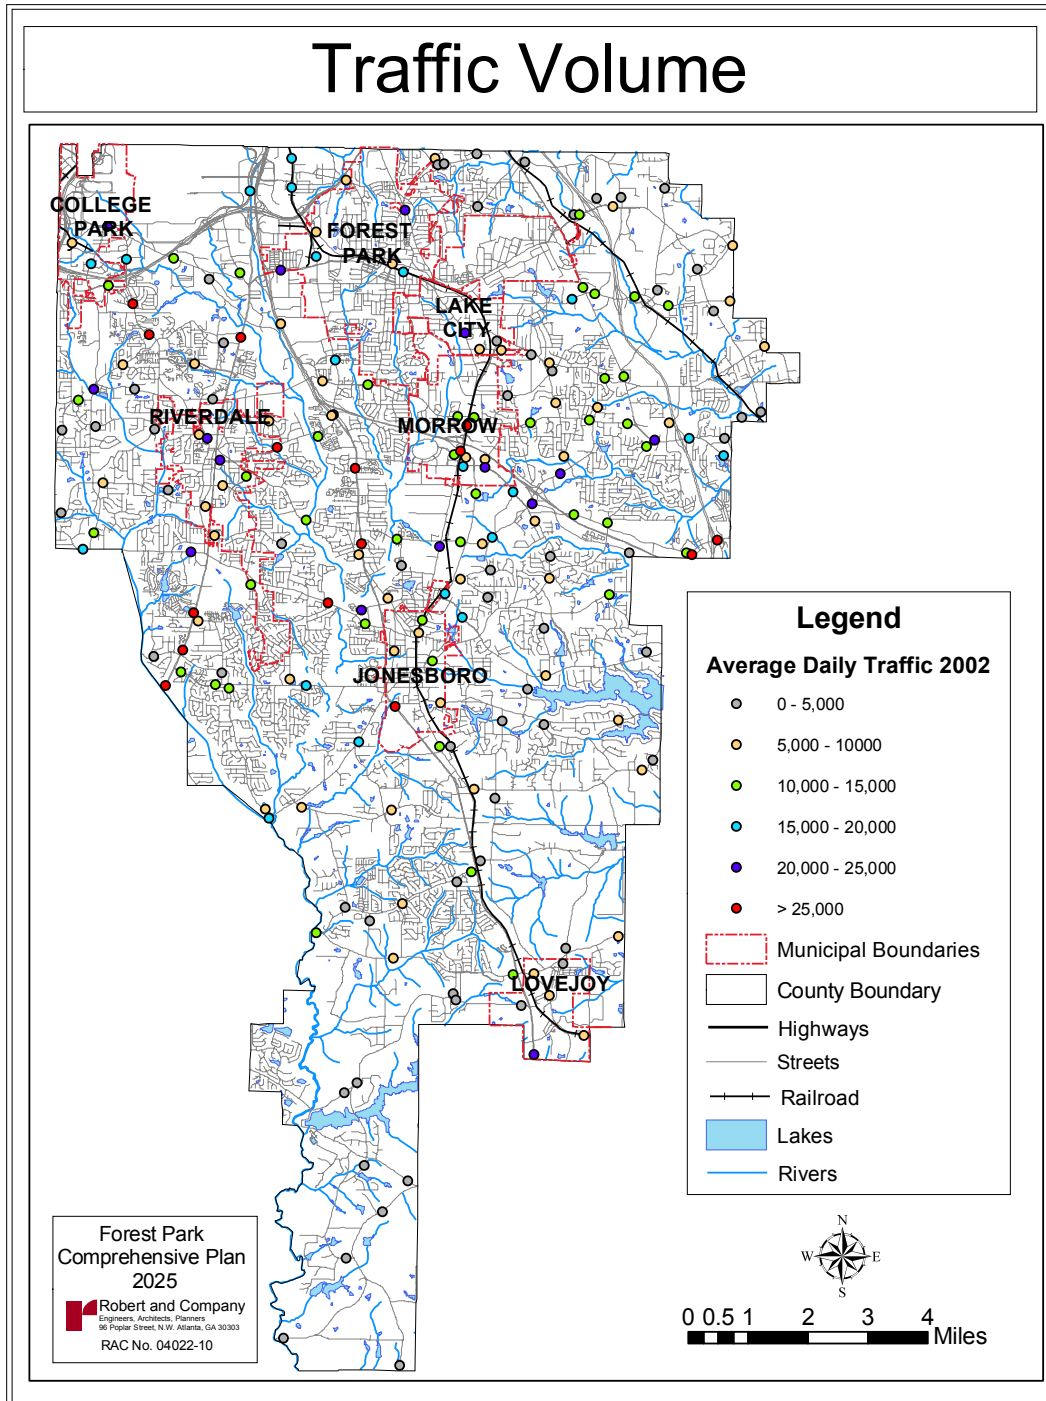 Traffic Volume
COLLEGE
PARK
FOREST
PARK
LAKE
CITY
RIVERDALE
MORROW
JONESBORO
LOVEJOY
Legend
Average Daily Traffic 2002
0 - 5,000
5,000 - 10000
10,000 - 15,000
15,000 - 20,000
20,000 - 25,000
> 25,000
Municipal Boundaries
County Boundary
Highways
Streets
Railroad
Lakes
Rivers
Forest Park
Comprehensive Plan
2025
Robert and Company
Engineers, Architects, Planners
96 Poplar Street, N.W. Atlanta, GA 30303
RAC No. 04022-10
N
W E
S
0 0.5 1 2 3 4
Miles